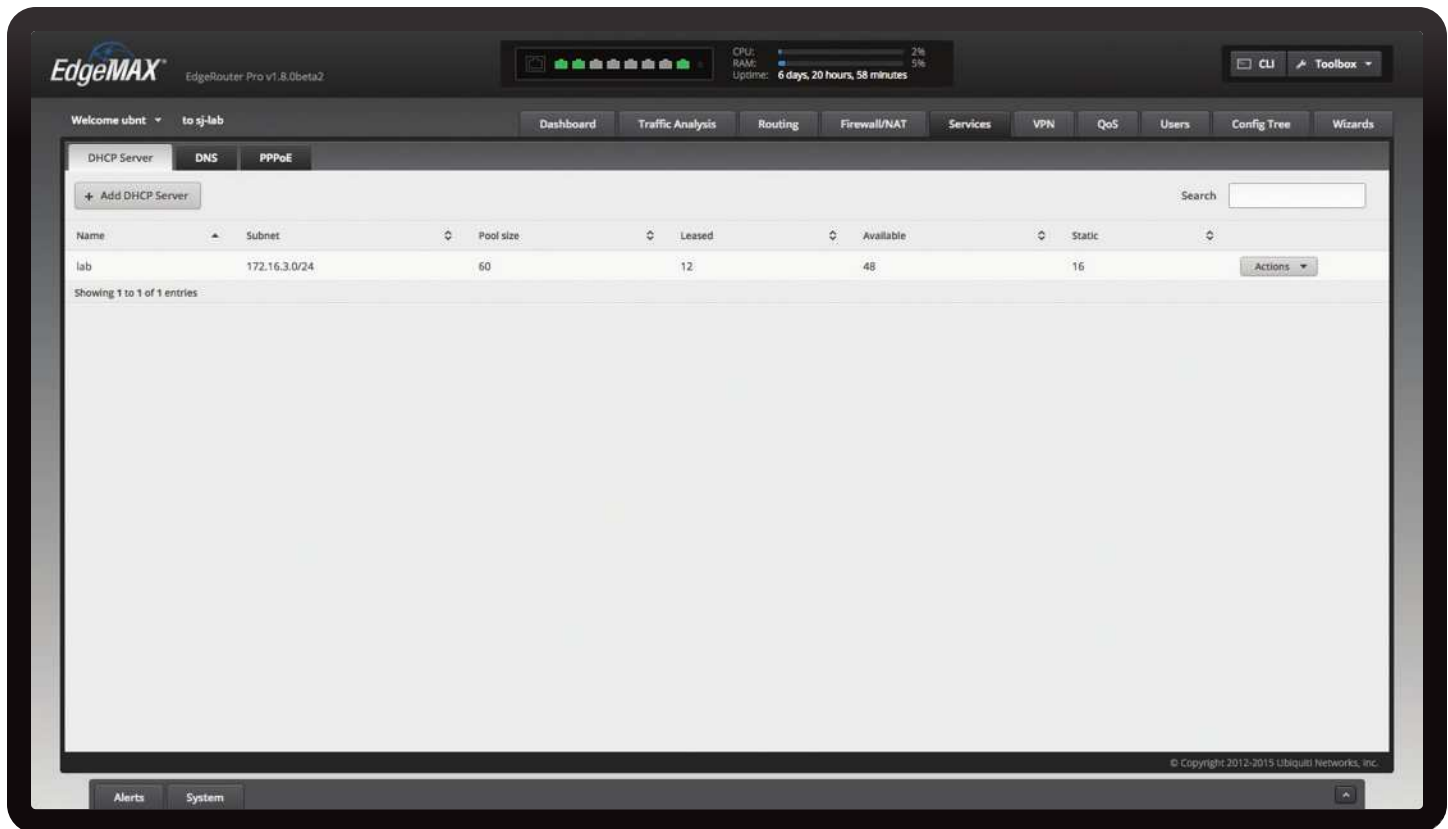 EdgeMAX
EdgeRouter Pro v1.8.0beta2
CPU: 2%
RAM: 5%
Uptime: 6 days, 20 hours, 58 minutes
CLI Toolbox
Welcome ubnt to sj-lab
Dashboard Traffic Analysis Routing Firewall/NAT Services VPN QoS Users Config Tree Wizards
DHCP Server DNS PPPoE
+ Add DHCP Server Search
Name Subnet Pool size Leased Available Static
lab 172.16.3.0/24 60 12 48 16 Actions
Showing 1 to 1 of 1 entries
© Copyright 2012-2015 Ubiquiti Networks, Inc.
Alerts System